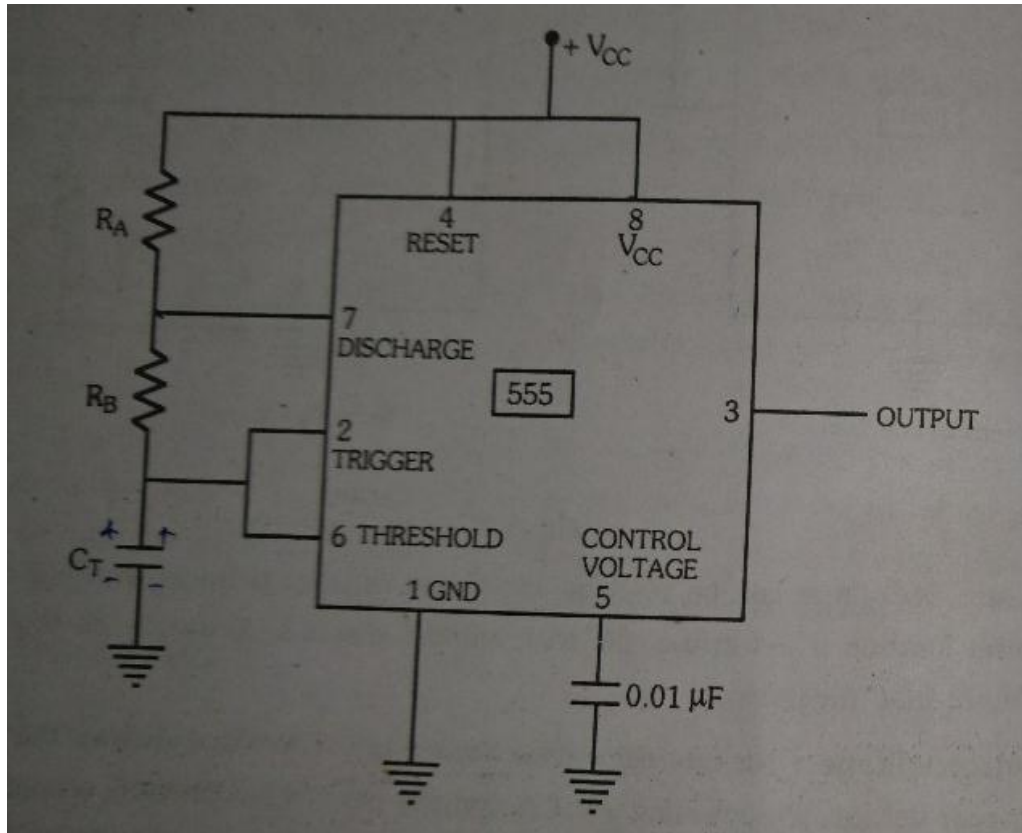 + VCC
RA
4
RESET
8
VCC
7
DISCHARGE
RB
555
3
OUTPUT
2
TRIGGER
6 THRESHOLD
CONTROL
VOLTAGE
5
+ +
CT
- -
1 GND
0.01 µF